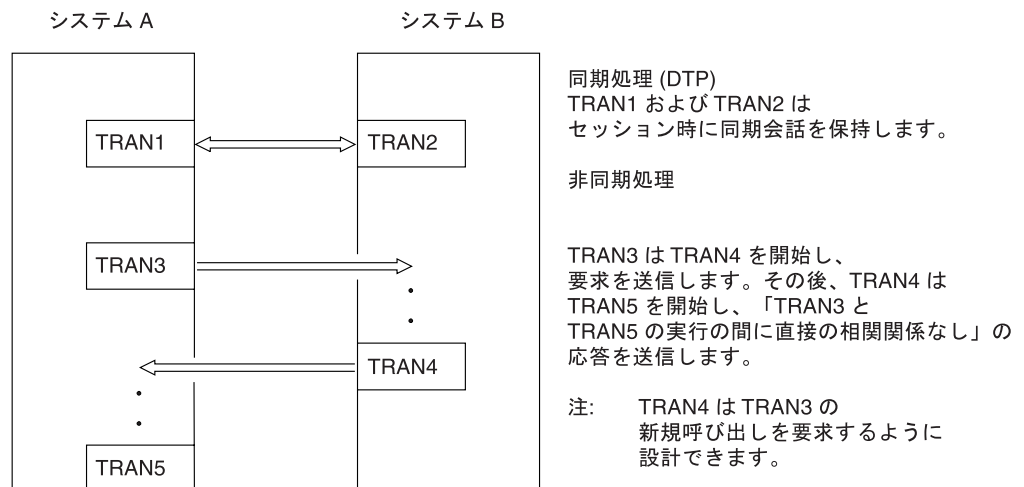 システム A
システム B
TRAN1
TRAN2
TRAN3
TRAN4
TRAN5
同期処理 (DTP)
TRAN1 および TRAN2 は
セッション時に同期会話を保持します。
非同期処理
TRAN3 は TRAN4 を開始し、
要求を送信します。その後、TRAN4 は
TRAN5 を開始し、「TRAN3 と
TRAN5 の実行の間に直接の相関関係なし」の
応答を送信します。
注: TRAN4 は TRAN3 の
新規呼び出しを要求するように
設計できます。